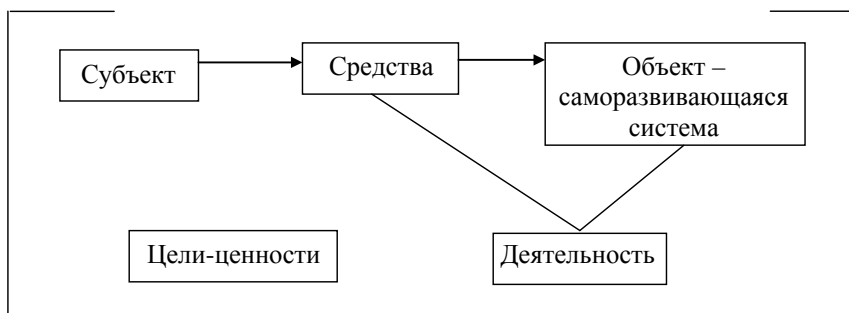 Субъект
Средства
Объект –
саморазвивающаяся
система
Цели-ценности
Деятельность